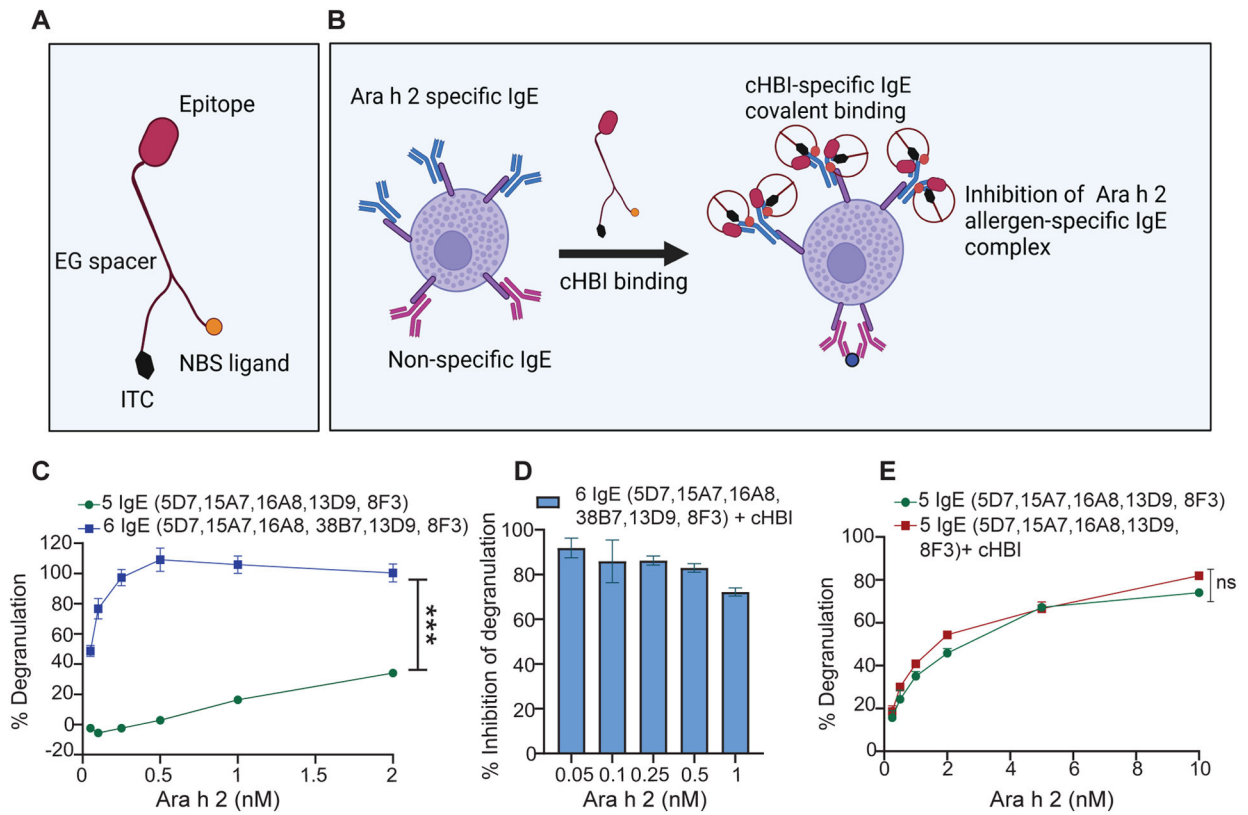 A
Epitope
EG spacer
NBS ligand
ITC
B
Ara h 2 specific IgE
Non-specific IgE
cHBI binding
cHBI-specific IgE
covalent binding
Inhibition of Ara h 2
allergen-specific IgE
complex
C
5 IgE (5D7,15A7,16A8,13D9, 8F3)
6 IgE (5D7,15A7,16A8, 38B7,13D9, 8F3)
% Degranulation
120
100
80
60
40
20
0
-20
0
0.5
1
1.5
2
Ara h 2 (nM)
****
D
6 IgE (5D7,15A7,16A8,
38B7,13D9, 8F3) + cHBI
% Inhibition of degranulation
100
80
60
40
20
0
0.05
0.1
0.25
0.5
1
Ara h 2 (nM)
E
5 IgE (5D7,15A7,16A8,13D9, 8F3)
5 IgE (5D7,15A7,16A8,13D9,
8F3)+ cHBI
% Degranulation
100
80
60
40
20
0
0
2
4
6
8
10
Ara h 2 (nM)
ns